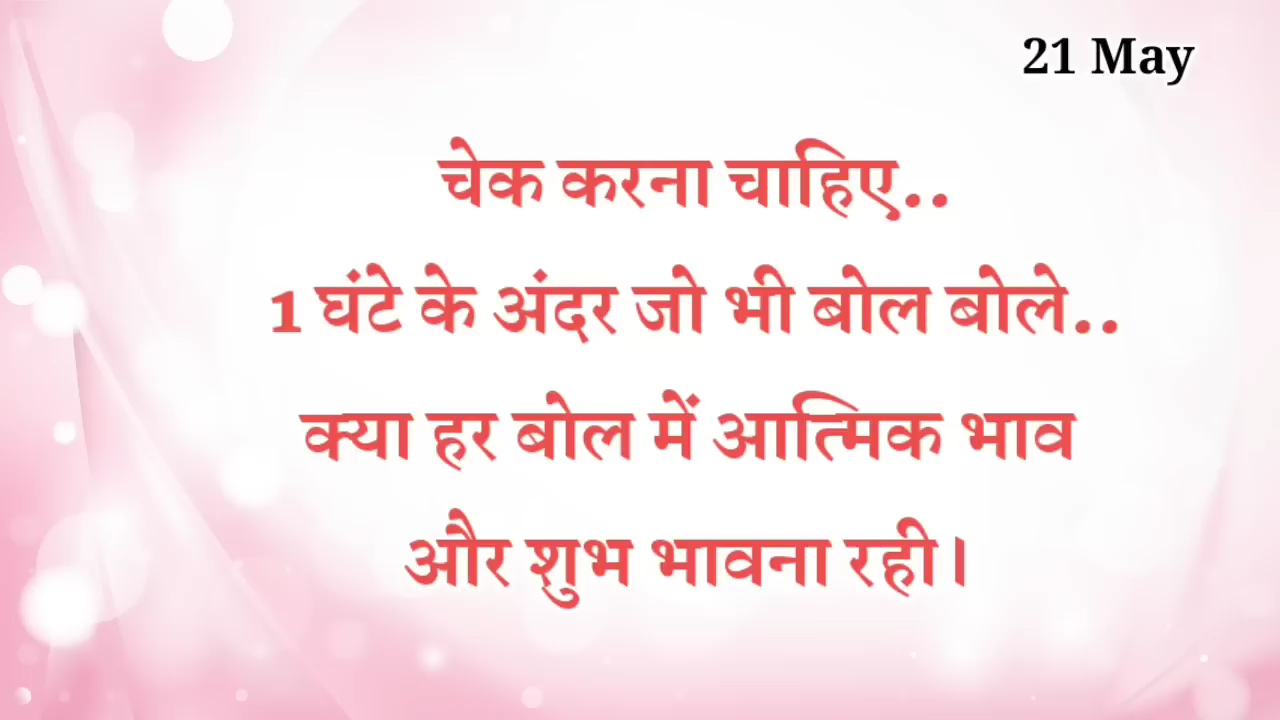 21 May
चेक करना चाहिए..
1 घंटे के अंदर जो भी बोल बोले..
क्या हर बोल में आत्मिक भाव
और शुभ भावना रही।